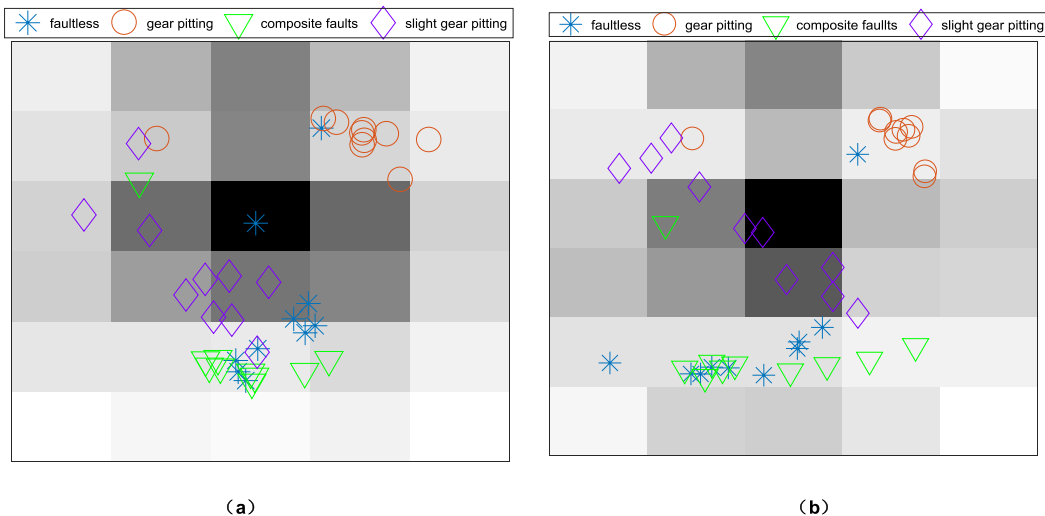 faultless gear pitting composite faults slight gear pitting
faultless gear pitting composite faullts slight gear pitting
(a)
(b)